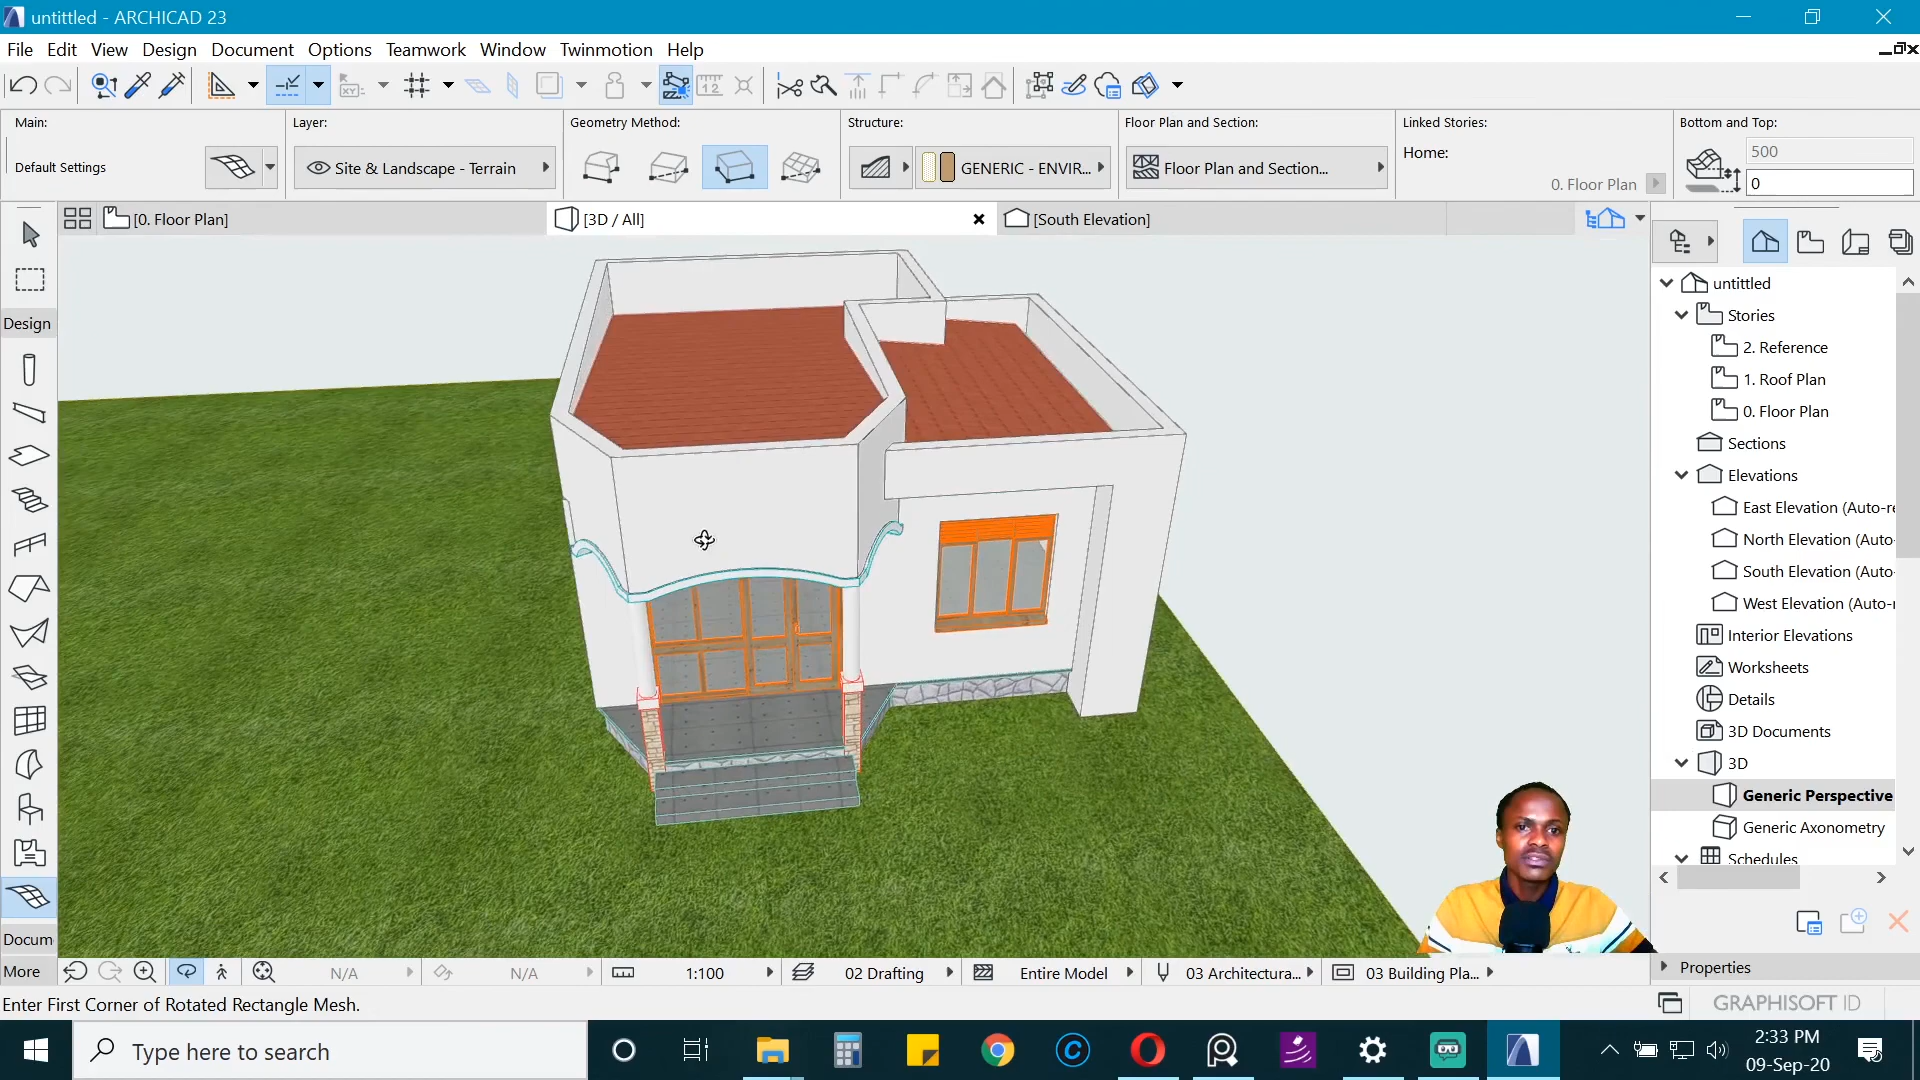 untittled - ARCHICAD 23
File Edit View Design Document Options Teamwork Window Twinmotion Help
Main: Layer: Geometry Method: Structure: Floor Plan and Section: Linked Stories: Bottom and Top:
Default Settings Site & Landscape - Terrain GENERIC - ENVIR... Floor Plan and Section... Home: 500
0. Floor Plan 0
[0. Floor Plan] [3D / All] [South Elevation]
Design
Docum
More
untittled
Stories
2. Reference
1. Roof Plan
0. Floor Plan
Sections
Elevations
East Elevation (Auto-re
North Elevation (Auto-
South Elevation (Auto-
West Elevation (Auto-r
Interior Elevations
Worksheets
Details
3D Documents
3D
Generic Perspective
Generic Axonometry
Schedules
N/A N/A 1:100 02 Drafting Entire Model 03 Architectura... 03 Building Pla... Properties
Enter First Corner of Rotated Rectangle Mesh. GRAPHISOFT ID
Type here to search
2:33 PM
09-Sep-20